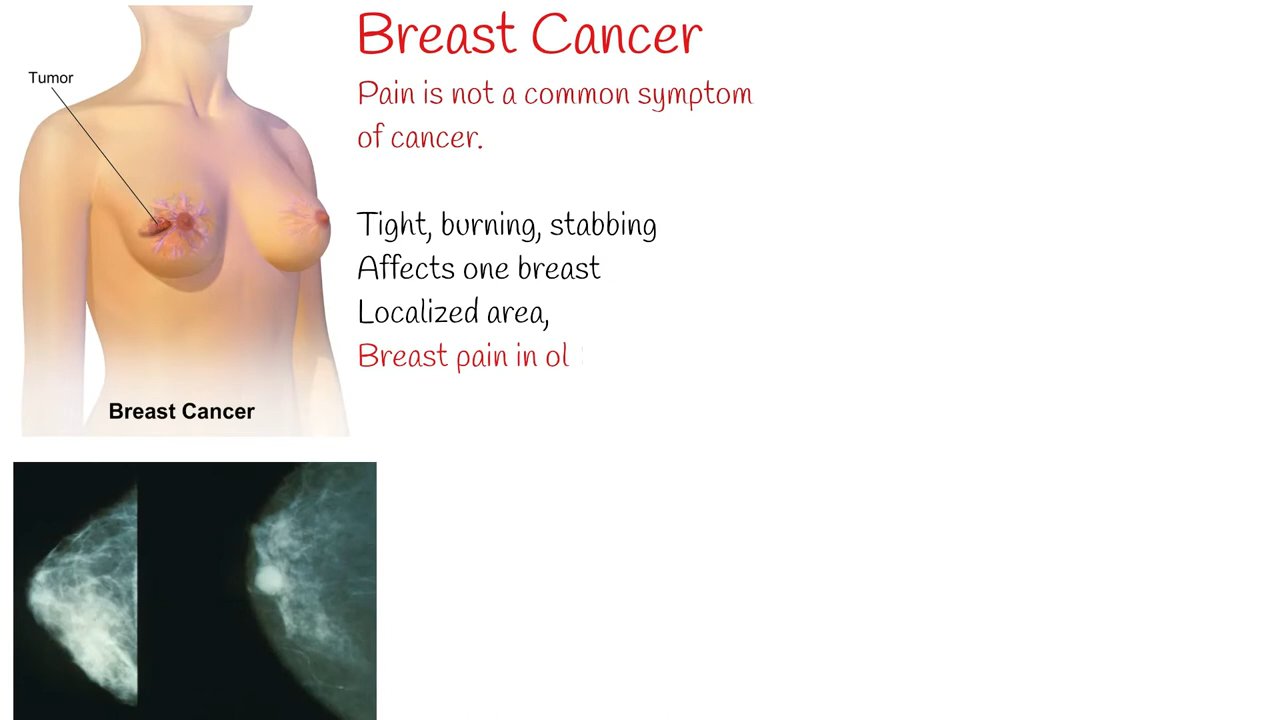 Breast Cancer
Pain is not a common symptom
of cancer.
Tumor
Tight, burning, stabbing
Affects one breast
Localized area,
Breast pain in ol
Breast Cancer